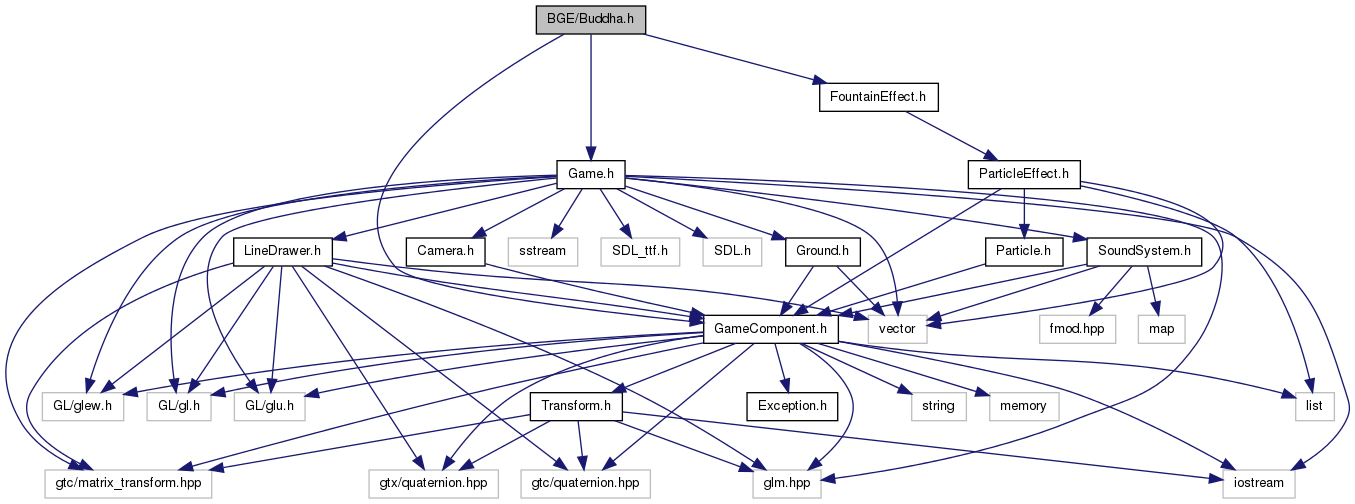 BGE/Buddha.h
FountainEffect.h
Game.h
ParticleEffect.h
LineDrawer.h
Camera.h
sstream
SDL_ttf.h
SDL.h
Ground.h
Particle.h
SoundSystem.h
GameComponent.h
vector
fmod.hpp
map
GL/glew.h
GL/gl.h
GL/glu.h
Transform.h
Exception.h
string
memory
list
gtc/matrix_transform.hpp
gtx/quaternion.hpp
gtc/quaternion.hpp
glm.hpp
iostream